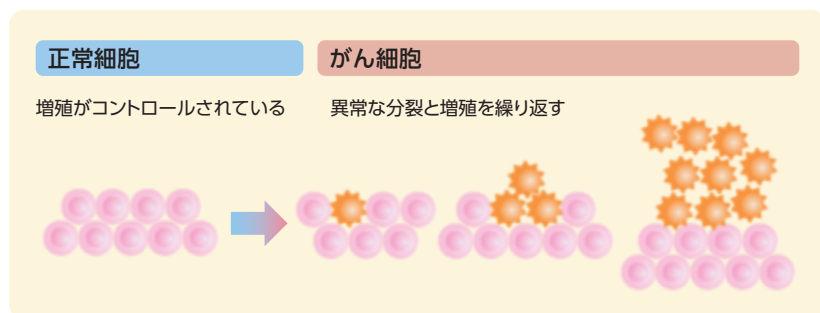 正常細胞
増殖がコントロールされている
がん細胞
異常な分裂と増殖を繰り返す